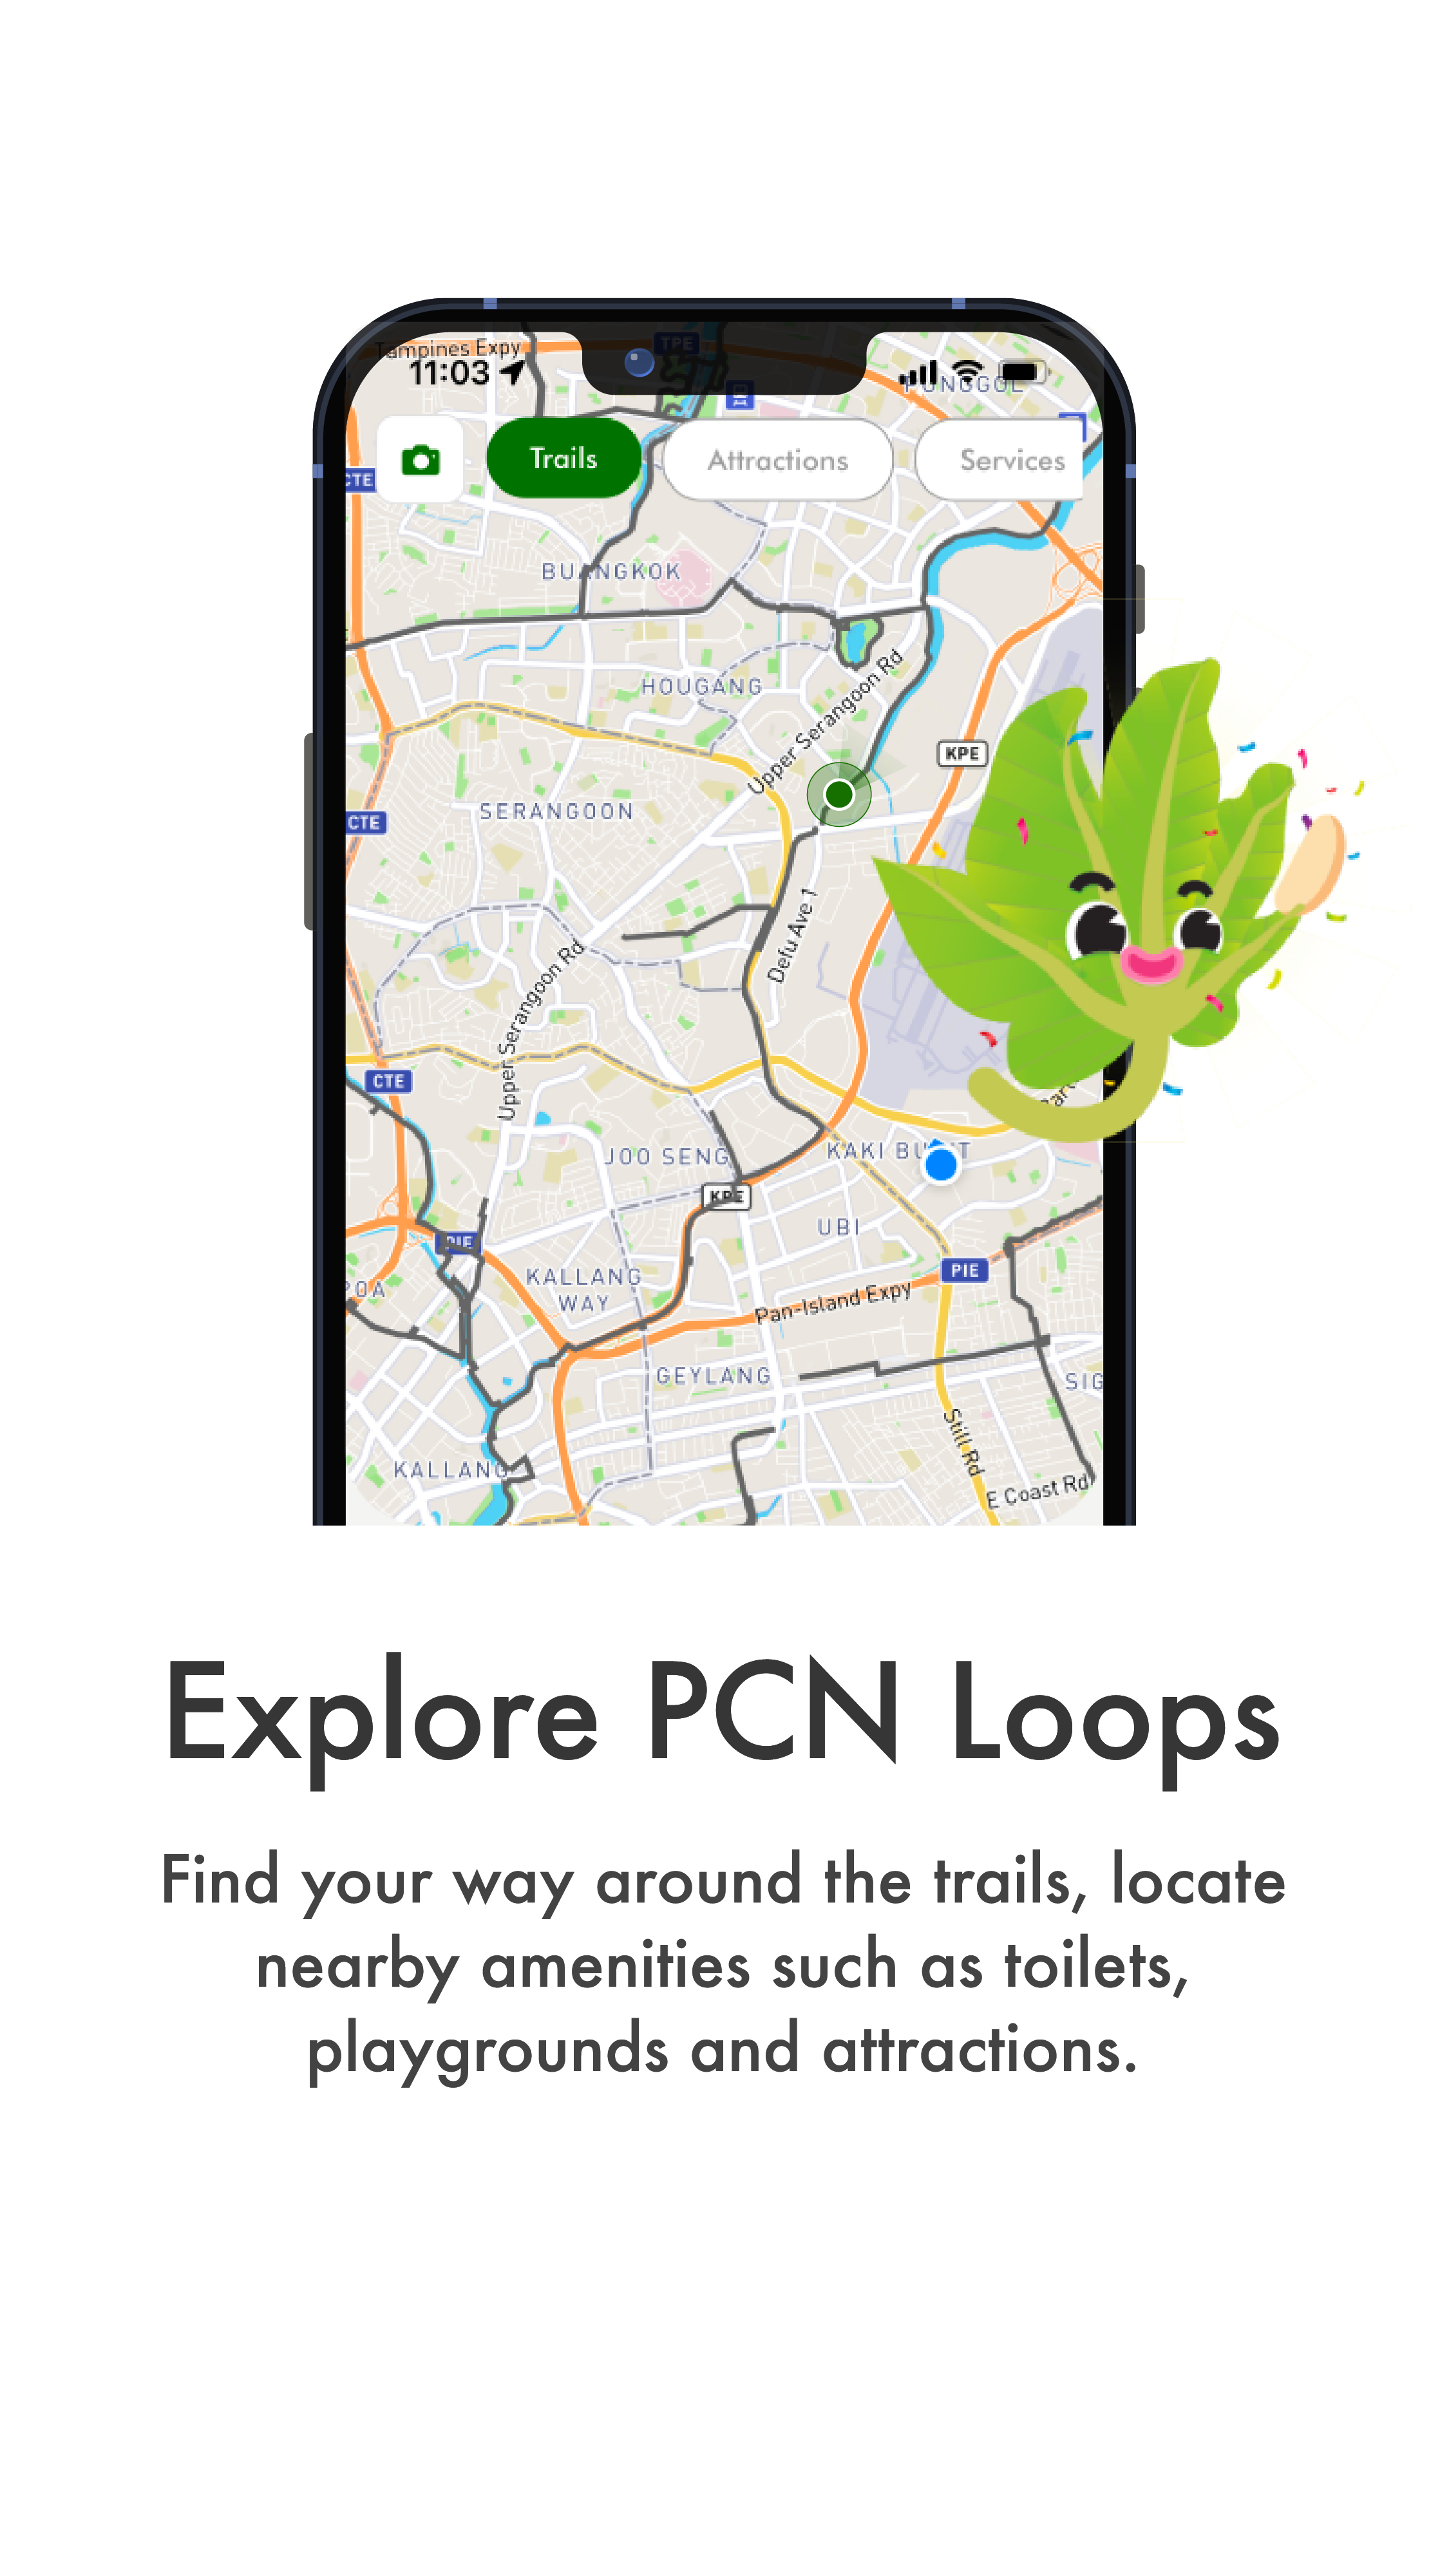 Tampines Expy
TPE
11:03
PUNGGOL
Trails
Attractions
Services
CTE
BUANGKOK
HOUGANG
Upper Serangoon Rd
KPE
SERANGOON
CTE
Defu Ave 1
Upper Serangoon Rd
CTE
JOO SENG
KAKI BUKIT
KPE
UBI
PIE
PIE
KALLANG
WAY
Pan-Island Expy
GEYLANG
SIG
Still Rd
KALLANG
E Coast Rd
Explore PCN Loops
Find your way around the trails, locate
nearby amenities such as toilets,
playgrounds and attractions.